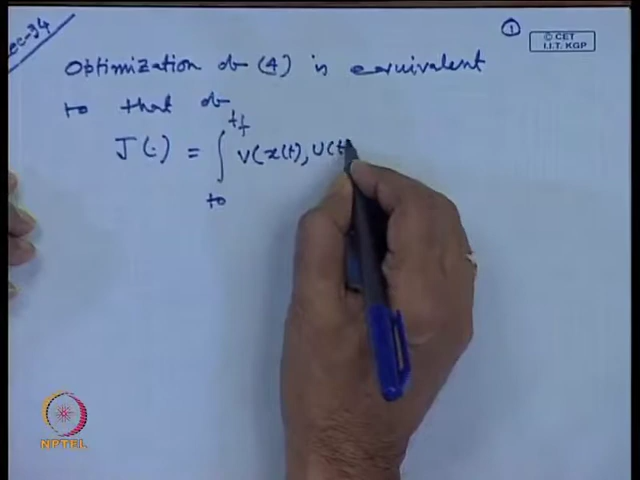 Lec-34
1
© CET
I.I.T. KGP
Optimization of (4) is equivalent
to that of
J(.) = ∫ t0 tf V(x(t), U(t
NPTEL